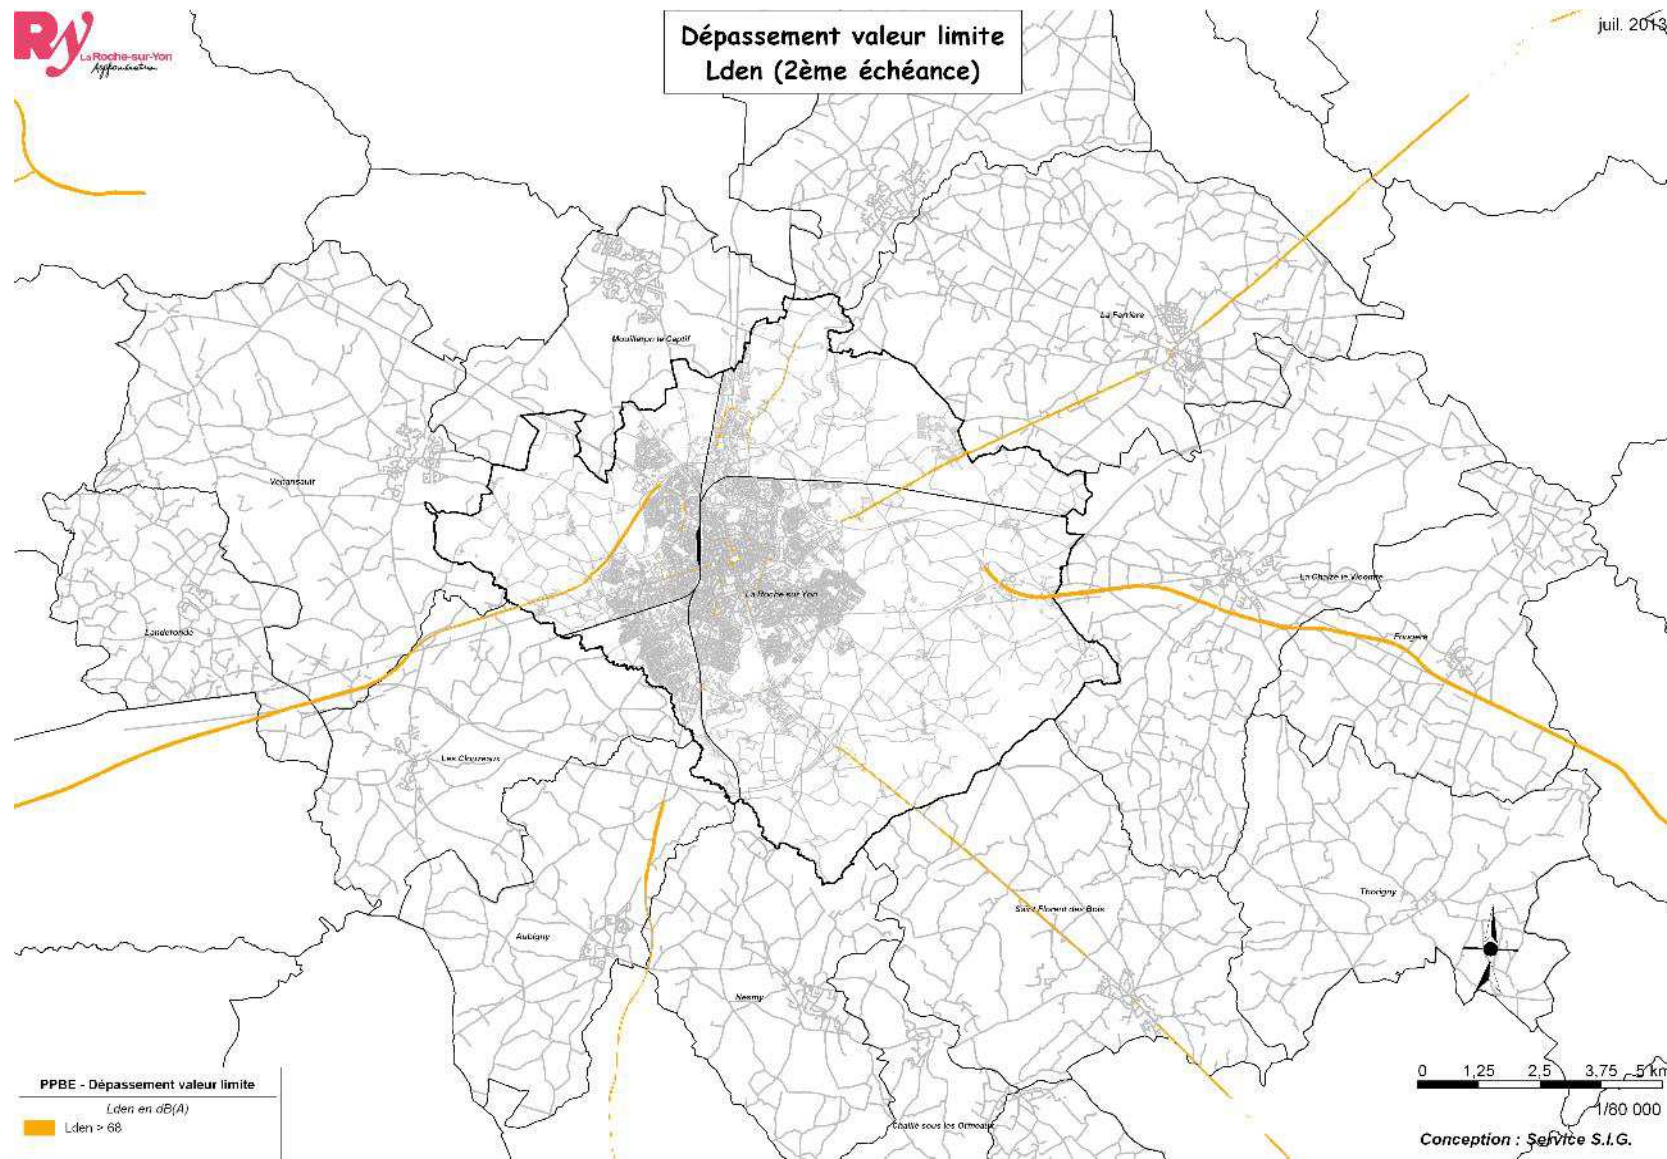 Ry
La Roche-sur-Yon
Agglomération
Dépassement valeur limite
Lden (2ème échéance)
juil. 2013
La Ferrière
Mouilleron le Captif
Venansault
La Chaize le Vicomte
La Roche sur Yon
Landeronde
Fougeré
Les Clouzeaux
Thorigny
Saint Florent des Bois
Aubigny
Nesmy
Chaillé sous les Ormeaux
PPBE - Dépassement valeur limite
Lden en dB(A)
Lden > 68
0 1,25 2,5 3,75 5 km
1/80 000
Conception : Service S.I.G.